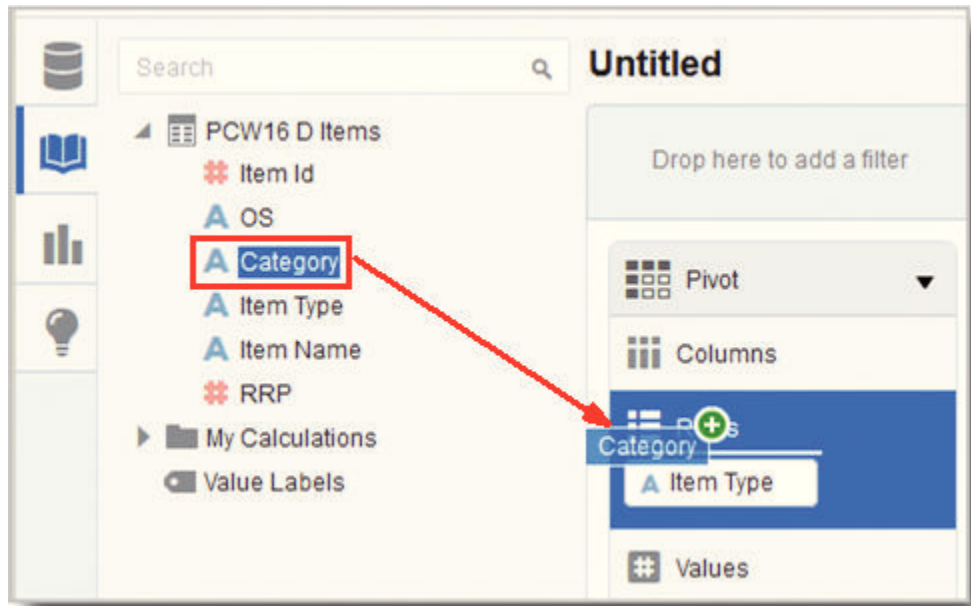 Search
Untitled
PCW16 D Items
Item Id
OS
Category
Item Type
Item Name
RRP
My Calculations
Value Labels
Drop here to add a filter
Pivot
Columns
Category
Item Type
Values